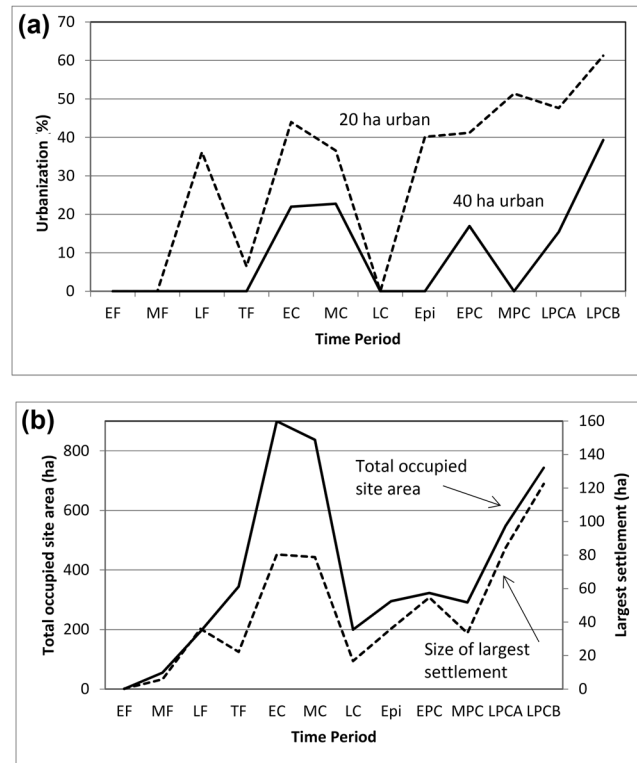 (a)
70
60
50
40
30
20
10
0
Urbanization (%)
20 ha urban
40 ha urban
EF MF LF TF EC MC LC Epi EPC MPC LPCA LPCB
Time Period
(b)
800
600
400
200
0
Total occupied site area (ha)
160
140
120
100
80
60
40
20
0
Largest settlement (ha)
Total occupied
site area
Size of largest
settlement
EF MF LF TF EC MC LC Epi EPC MPC LPCA LPCB
Time Period